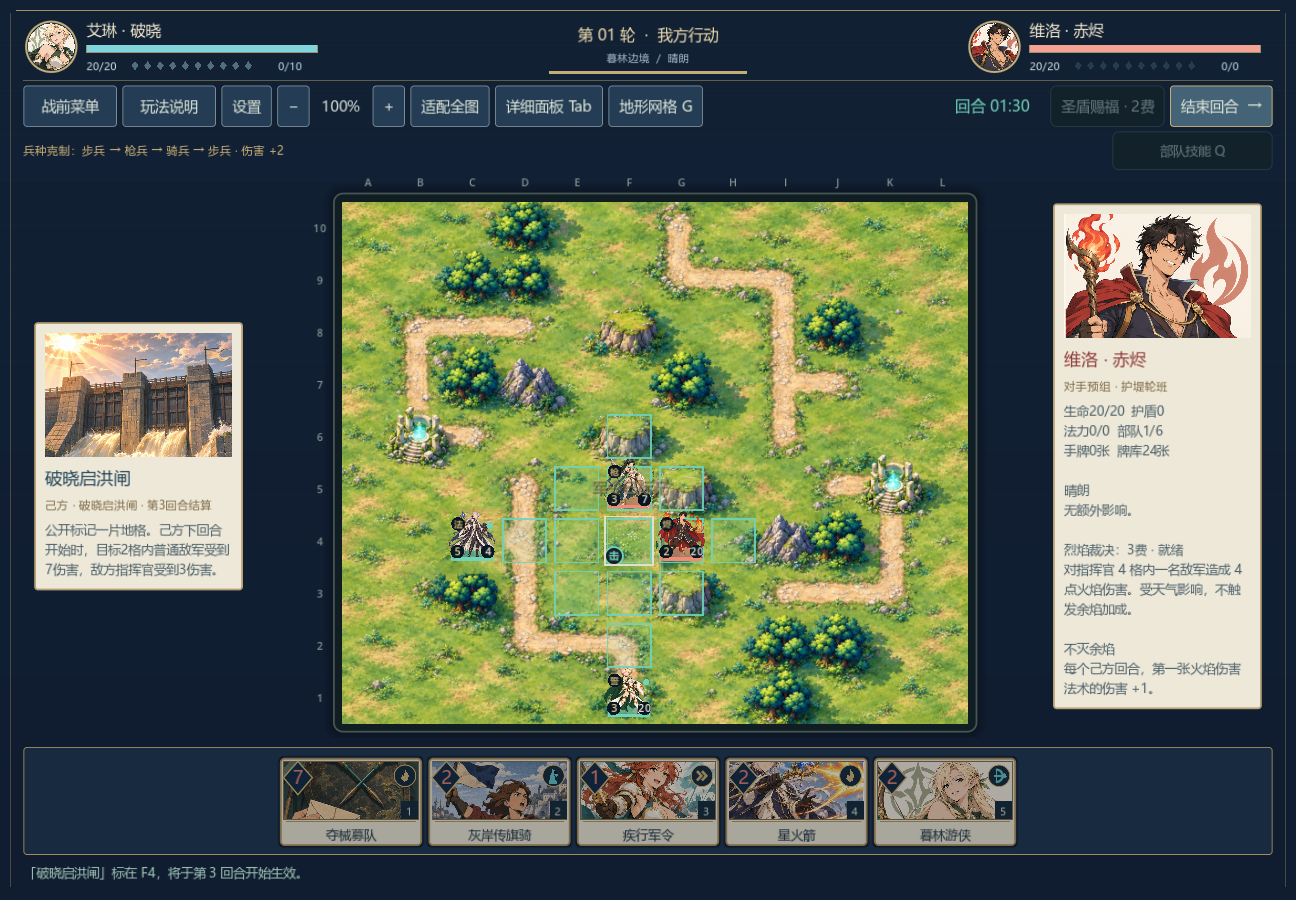 艾琳 · 破晓
20/20
0/10
第 01 轮 · 我方行动
暮林边境 / 晴朗
维洛 · 赤烬
20/20
0/0
战前菜单
玩法说明
设置
−
100%
+
适配全图
详细面板 Tab
地形网格 G
回合 01:30
圣盾赐福 · 2费
结束回合 →
兵种克制：步兵 → 枪兵 → 骑兵 → 步兵 · 伤害 +2
部队技能 Q
A B C D E F G H I J K L
10
9
8
7
6
5
4
3
2
1
3 7
5 4
击
2 20
3 20
破晓启洪闸
己方 · 破晓启洪闸 · 第3回合结算
公开标记一片地格。己方下回合
开始时，目标2格内普通敌军受到
7伤害，敌方指挥官受到3伤害。
维洛 · 赤烬
对手预组 · 护堤轮班
生命20/20 护盾0
法力0/0 部队1/6
手牌0张 牌库24张
晴朗
无额外影响。
烈焰裁决：3费 · 就绪
对指挥官 4 格内一名敌军造成 4
点火焰伤害。受天气影响，不触
发余焰加成。
不灭余焰
每个己方回合，第一张火焰伤害
法术的伤害 +1。
7
1
夺械募队
2
2
灰岸传旗骑
1
3
疾行军令
2
4
星火箭
2
5
暮林游侠
「破晓启洪闸」标在 F4，将于第 3 回合开始生效。